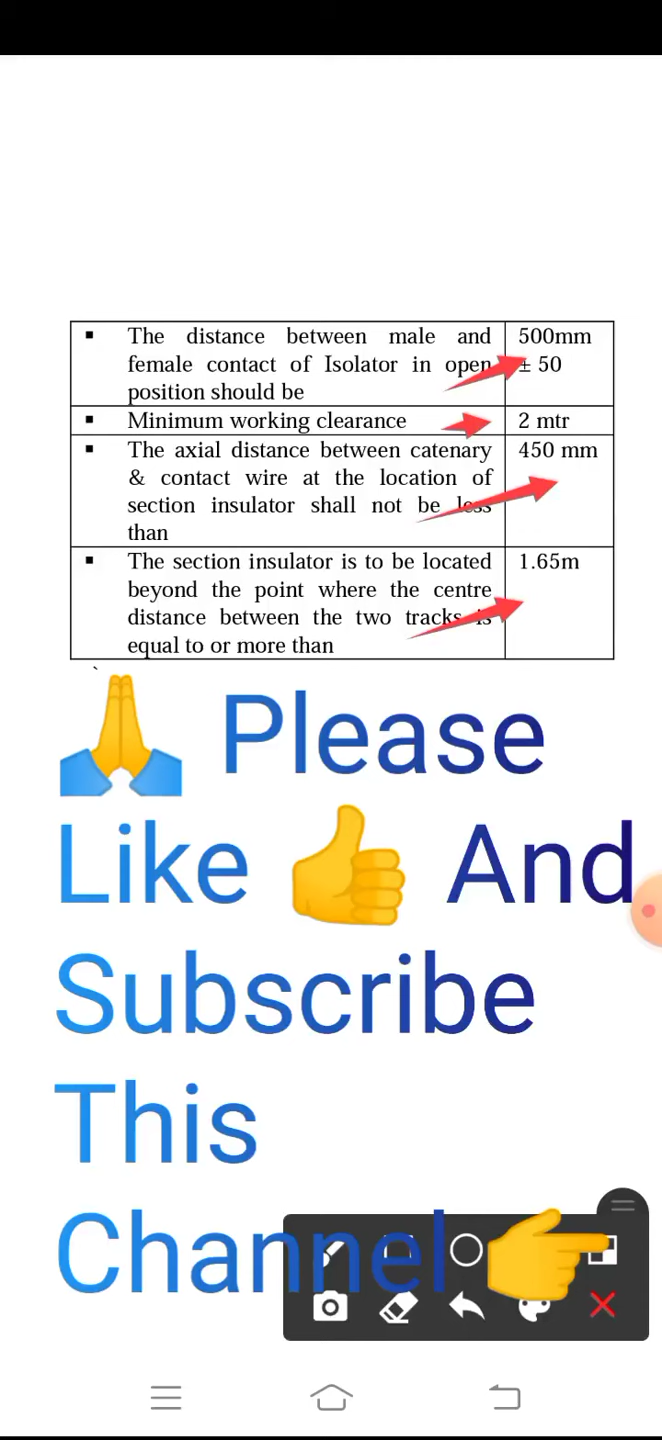 ▪ The distance between male and 500mm
female contact of Isolator in open ± 50
position should be
▪ Minimum working clearance 2 mtr
▪ The axial distance between catenary 450 mm
& contact wire at the location of
section insulator shall not be less
than
▪ The section insulator is to be located 1.65m
beyond the point where the centre
distance between the two tracks is
equal to or more than
🙏 Please
Like 👍 And
Subscribe
This
Channel 👉